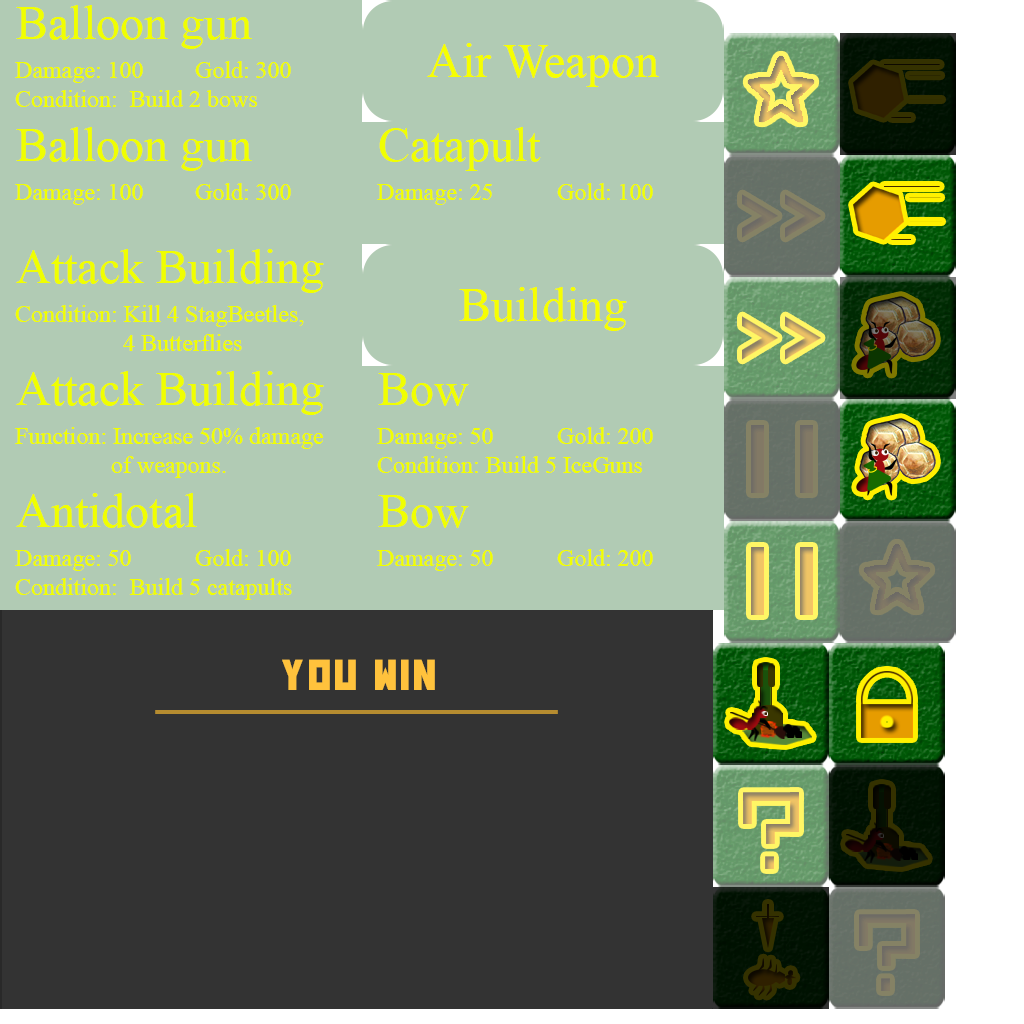 Balloon gun
Damage: 100 Gold: 300
Condition: Build 2 bows
Air Weapon
Balloon gun
Damage: 100 Gold: 300
Catapult
Damage: 25 Gold: 100
Attack Building
Condition: Kill 4 StagBeetles,
4 Butterflies
Building
Attack Building
Function: Increase 50% damage
of weapons.
Bow
Damage: 50 Gold: 200
Condition: Build 5 IceGuns
Antidotal
Damage: 50 Gold: 100
Condition: Build 5 catapults
Bow
Damage: 50 Gold: 200
YOU WIN
?
?